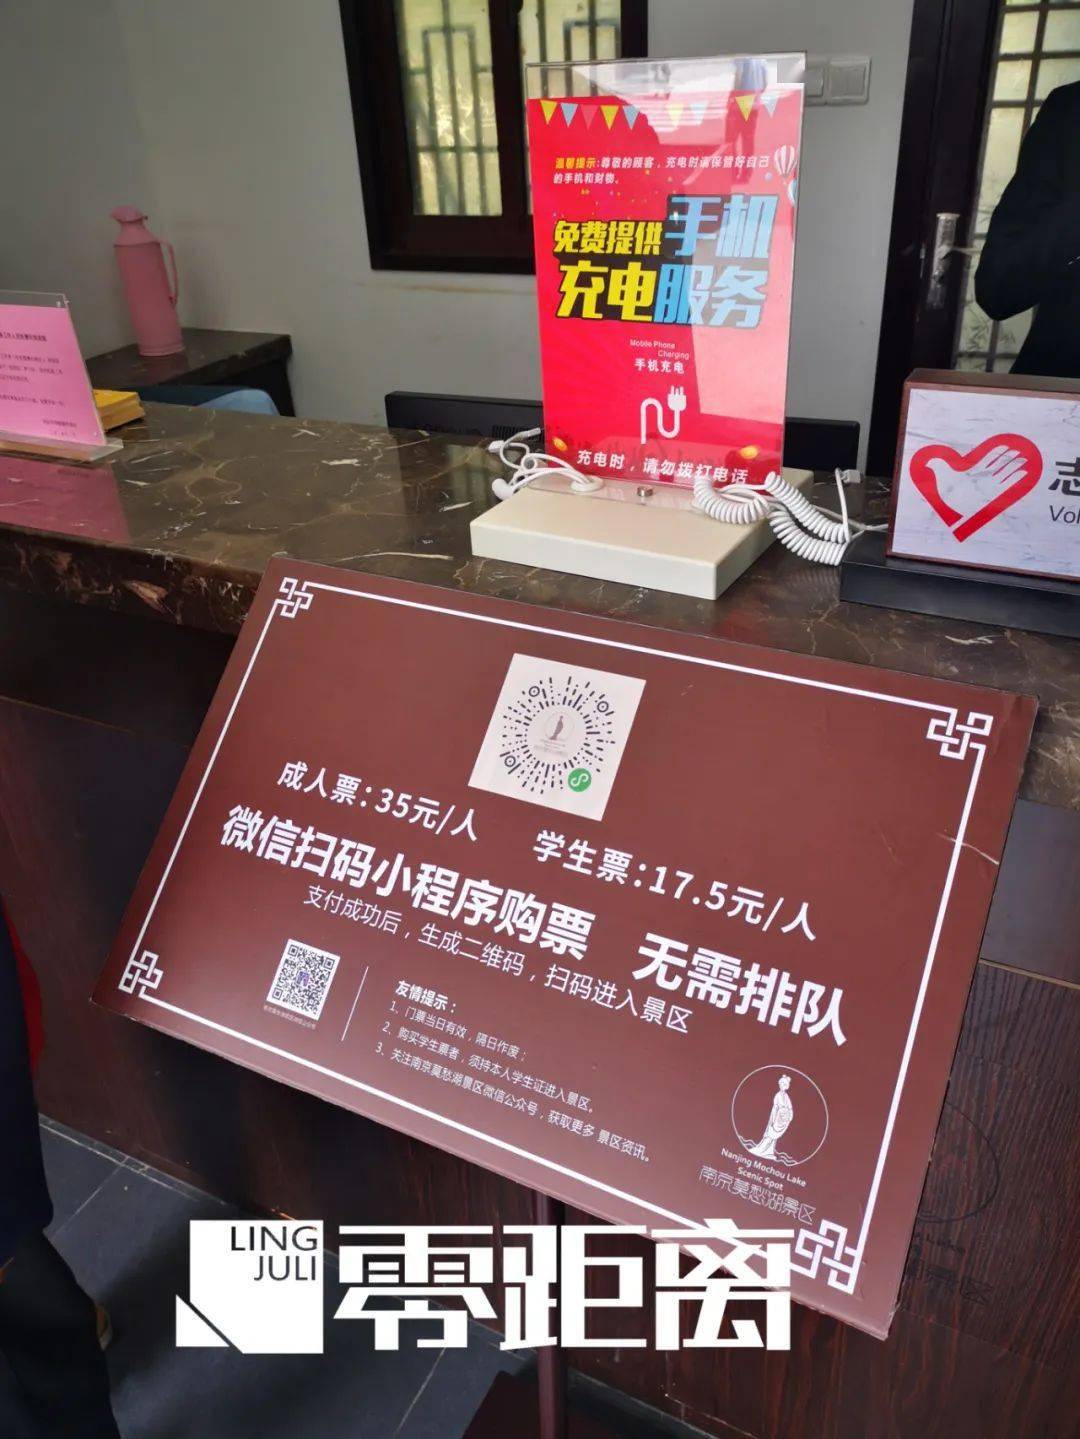 温馨提示:尊敬的顾客，充电时请保管好自己
的手机和财物。
免费提供手机
充电服务
Mobile Phone
Charging
手机充电
充电时，请勿拨打电话
志
Vol
成人票:35元/人 学生票:17.5元/人
微信扫码小程序购票 无需排队
支付成功后，生成二维码，扫码进入景区
友情提示：
1、门票当日有效，隔日作废；
2、购买学生票者，须持本人学生证进入景区。
3、关注南京莫愁湖景区微信公众号，获取更多 景区资讯。
Nanjing Mochou Lake
Scenic Spot
南京莫愁湖景区
LING
JULI
零距离